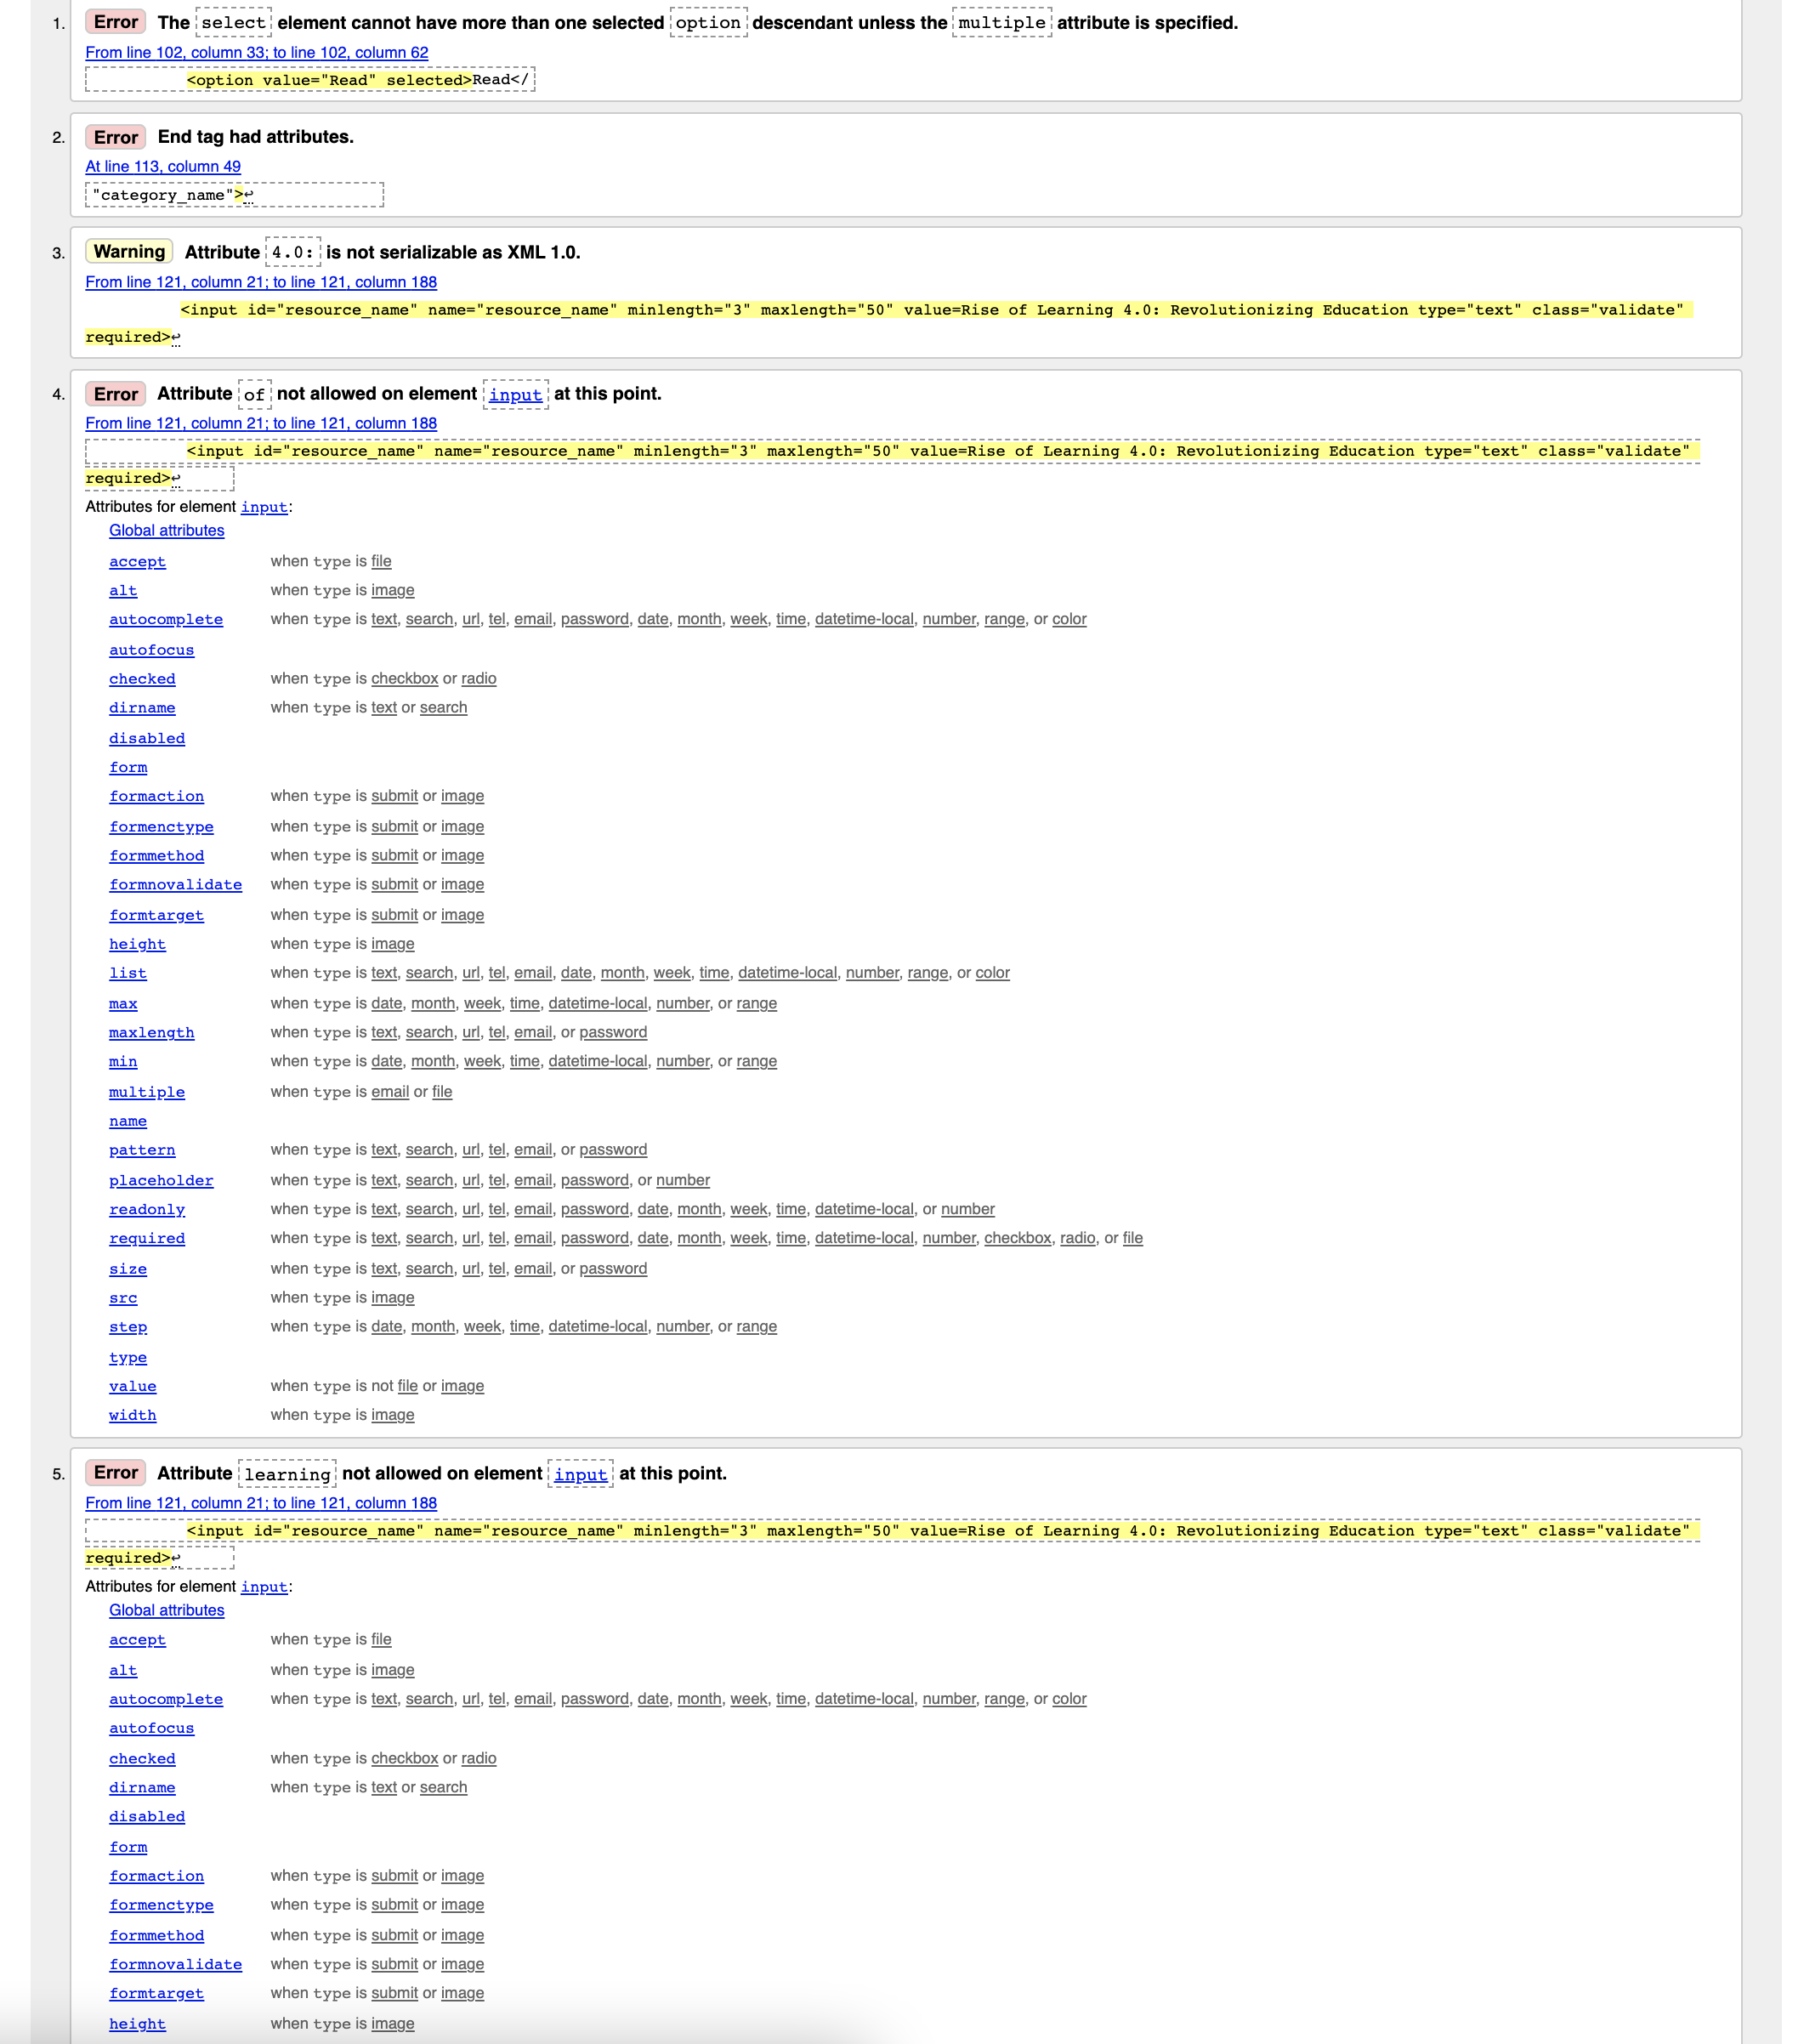 1. Error The select element cannot have more than one selected option descendant unless the multiple attribute is specified.
From line 102, column 33; to line 102, column 62
<option value="Read" selected>Read</
2. Error End tag had attributes.
At line 113, column 49
"category_name">↩
3. Warning Attribute 4.0: is not serializable as XML 1.0.
From line 121, column 21; to line 121, column 188
<input id="resource_name" name="resource_name" minlength="3" maxlength="50" value=Rise of Learning 4.0: Revolutionizing Education type="text" class="validate"
required>↩
4. Error Attribute of not allowed on element input at this point.
From line 121, column 21; to line 121, column 188
<input id="resource_name" name="resource_name" minlength="3" maxlength="50" value=Rise of Learning 4.0: Revolutionizing Education type="text" class="validate"
required>↩
Attributes for element input:
Global attributes
accept when type is file
alt when type is image
autocomplete when type is text, search, url, tel, email, password, date, month, week, time, datetime-local, number, range, or color
autofocus
checked when type is checkbox or radio
dirname when type is text or search
disabled
form
formaction when type is submit or image
formenctype when type is submit or image
formmethod when type is submit or image
formnovalidate when type is submit or image
formtarget when type is submit or image
height when type is image
list when type is text, search, url, tel, email, date, month, week, time, datetime-local, number, range, or color
max when type is date, month, week, time, datetime-local, number, or range
maxlength when type is text, search, url, tel, email, or password
min when type is date, month, week, time, datetime-local, number, or range
multiple when type is email or file
name
pattern when type is text, search, url, tel, email, or password
placeholder when type is text, search, url, tel, email, password, or number
readonly when type is text, search, url, tel, email, password, date, month, week, time, datetime-local, or number
required when type is text, search, url, tel, email, password, date, month, week, time, datetime-local, number, checkbox, radio, or file
size when type is text, search, url, tel, email, or password
src when type is image
step when type is date, month, week, time, datetime-local, number, or range
type
value when type is not file or image
width when type is image
5. Error Attribute learning not allowed on element input at this point.
From line 121, column 21; to line 121, column 188
<input id="resource_name" name="resource_name" minlength="3" maxlength="50" value=Rise of Learning 4.0: Revolutionizing Education type="text" class="validate"
required>↩
Attributes for element input:
Global attributes
accept when type is file
alt when type is image
autocomplete when type is text, search, url, tel, email, password, date, month, week, time, datetime-local, number, range, or color
autofocus
checked when type is checkbox or radio
dirname when type is text or search
disabled
form
formaction when type is submit or image
formenctype when type is submit or image
formmethod when type is submit or image
formnovalidate when type is submit or image
formtarget when type is submit or image
height when type is image